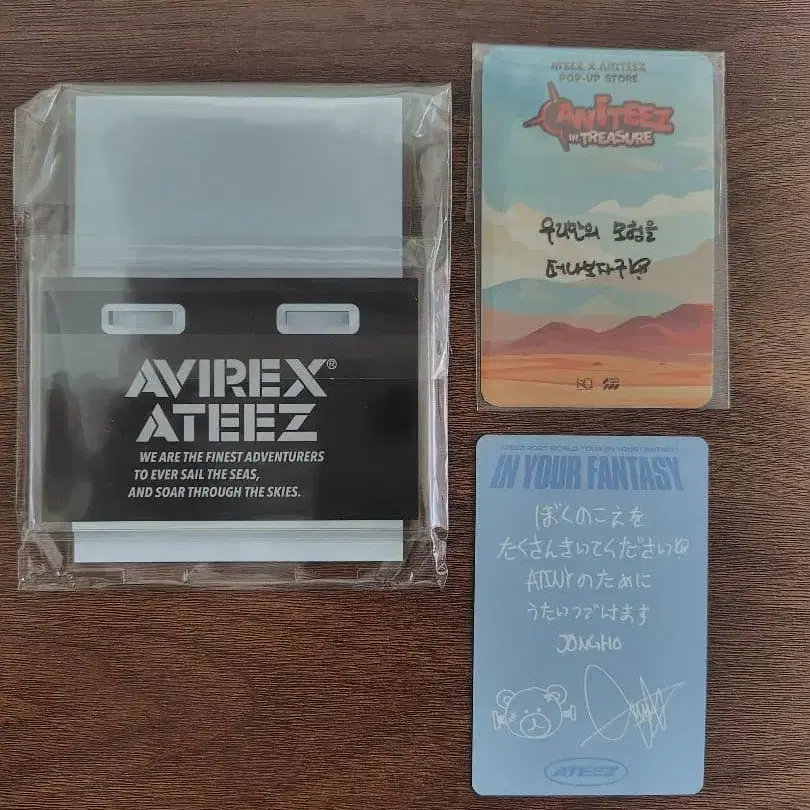 AVIREX®
ATEEZ
WE ARE THE FINEST ADVENTURERS
TO EVER SAIL THE SEAS,
AND SOAR THROUGH THE SKIES.
ATEEZ X ANITEEZ
POP-UP STORE
ANITEEZ
IN TREASURE
우리만의 모험을
떠나보다구!?
ATEEZ 2025 WORLD TOUR [IN YOUR FANTASY]
IN YOUR FANTASY
ぼくのこえを
たくさんきいてください!?
ATINYのために
うたいつづけます
JONGHO
ATEEZ